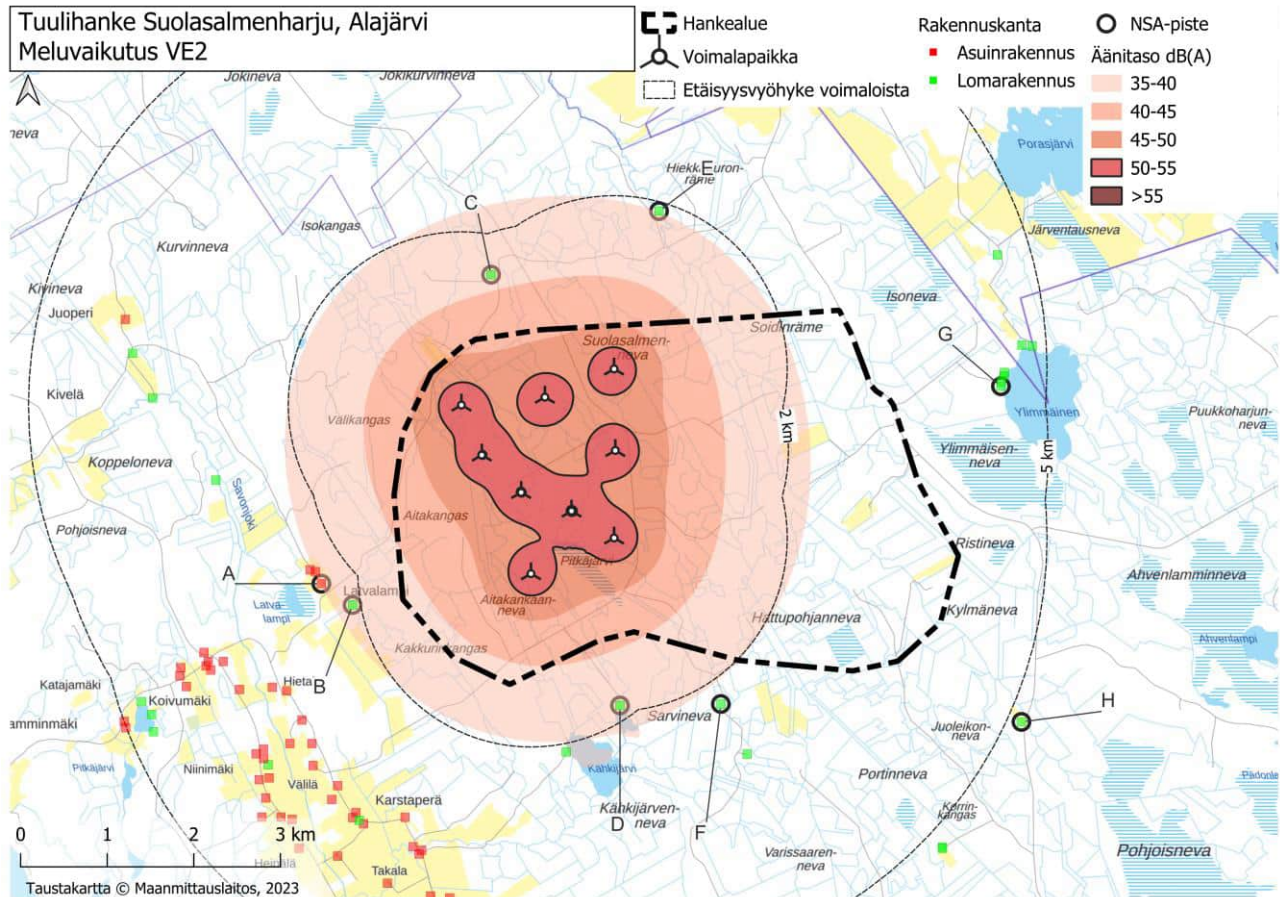 Tuulihanke Suolasalmenharju, Alajärvi
Meluvaikutus VE2
Hankealue
Voimalapaikka
Etäisyysvyöhyke voimaloista
Rakennuskanta
Asuinrakennus
Lomarakennus
NSA-piste
Äänitaso dB(A)
35-40
40-45
45-50
50-55
>55
Jokineva
Jokikurvinneva
neva
Isokangas
Kurvinneva
C
E
räme
Porasjärvi
Järventausneva
Isoneva
Kivineva
Juoperi
Kivelä
Koppeloneva
Pohjoisneva
Savonjoki
Välikangas
Aitakangas
Suolasalmen-
neva
Soidinräme
2 km
5 km
G
Ylimmäinen
Ylimmäisen-
neva
Puukkoharjun-
neva
A
Latvalampi
Latva-
lampi
B
Pitkäjärvi
Aitakankaan-
neva
Kakkurinkangas
Hattupohjanneva
Ristineva
Kylmäneva
Ahvenlamminneva
Ahvenlampi
Katajamäki
Koivumäki
amminmäki
Hieta
Pitkäjärvi
Niinimäki
Välilä
Karstaperä
Takala
Sarvineva
Kähkijärvi
Kähkijärven-
neva
D
F
H
Juoleikon-
neva
Portinneva
kangas
Varissaaren-
neva
Pohjoisneva
0 1 2 3 km
Taustakartta © Maanmittauslaitos, 2023